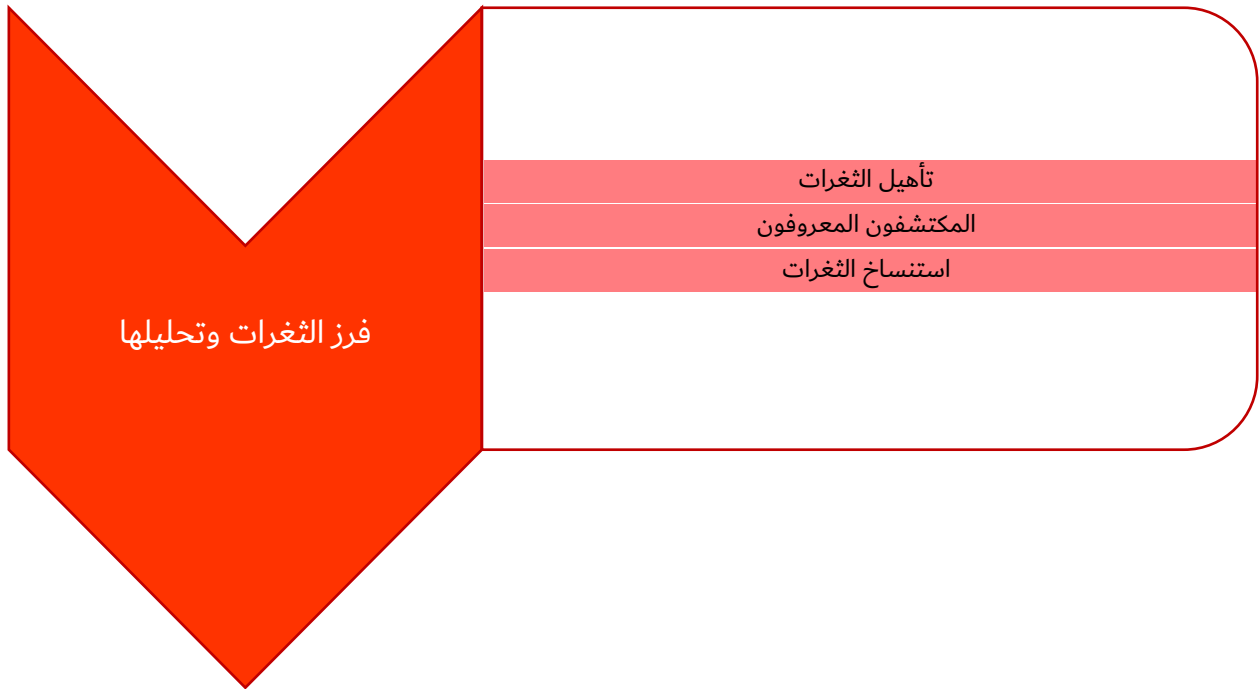 تأهيل الثغرات
المكتشفون المعروفون
استنساخ الثغرات
فرز الثغرات وتحليلها